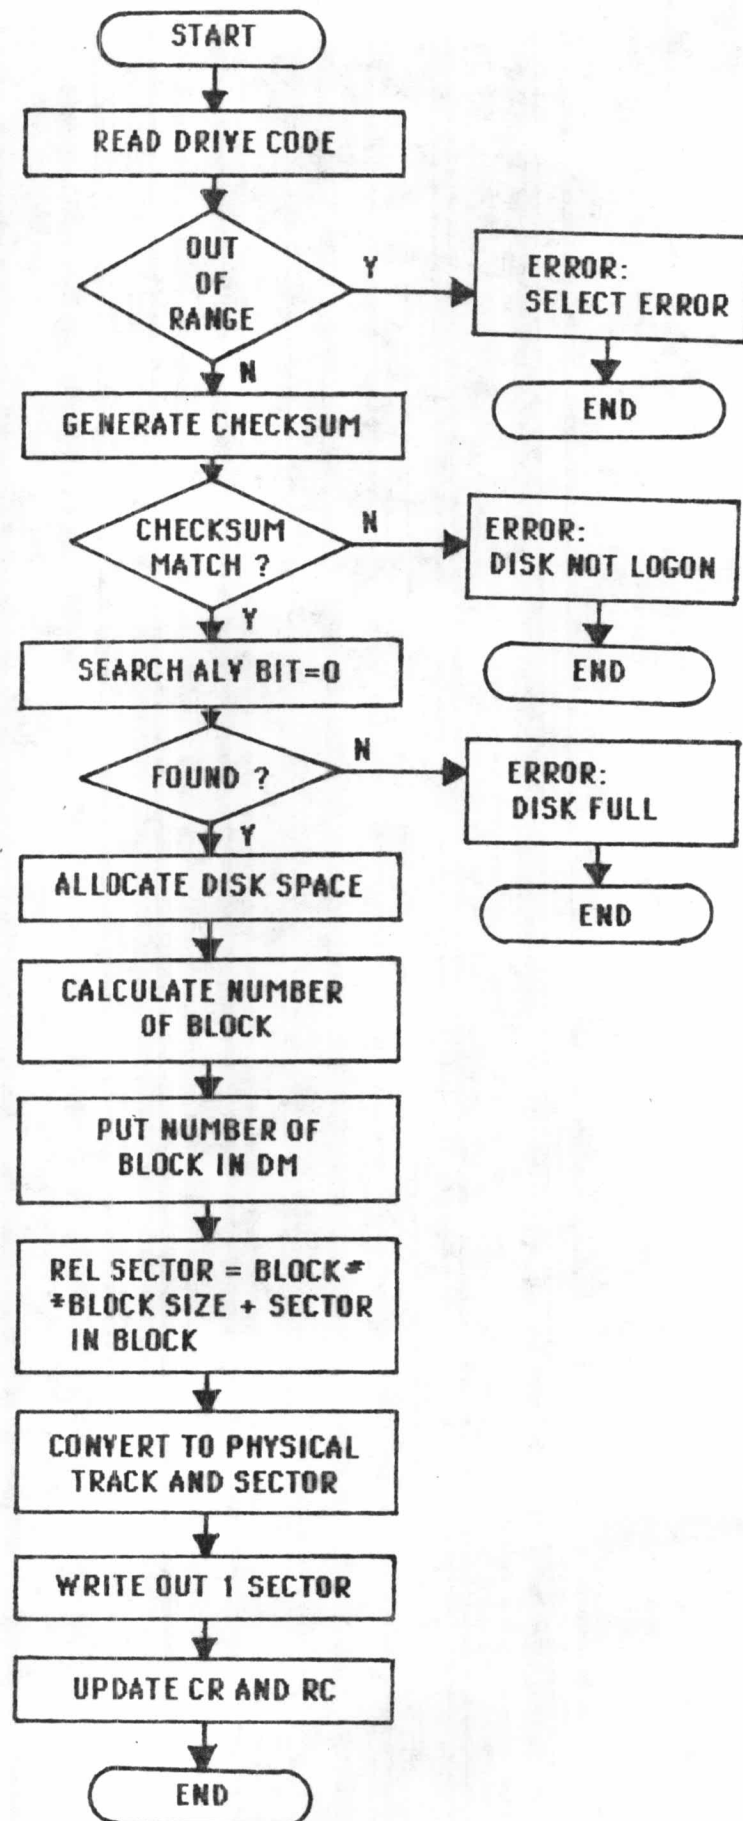 START
READ DRIVE CODE
OUT
OF
RANGE
Y
ERROR:
SELECT ERROR
END
N
GENERATE CHECKSUM
CHECKSUM
MATCH ?
N
ERROR:
DISK NOT LOGON
END
Y
SEARCH ALV BIT=0
FOUND ?
N
ERROR:
DISK FULL
END
Y
ALLOCATE DISK SPACE
CALCULATE NUMBER
OF BLOCK
PUT NUMBER OF
BLOCK IN DM
REL SECTOR = BLOCK#
*BLOCK SIZE + SECTOR
IN BLOCK
CONVERT TO PHYSICAL
TRACK AND SECTOR
WRITE OUT 1 SECTOR
UPDATE CR AND RC
END